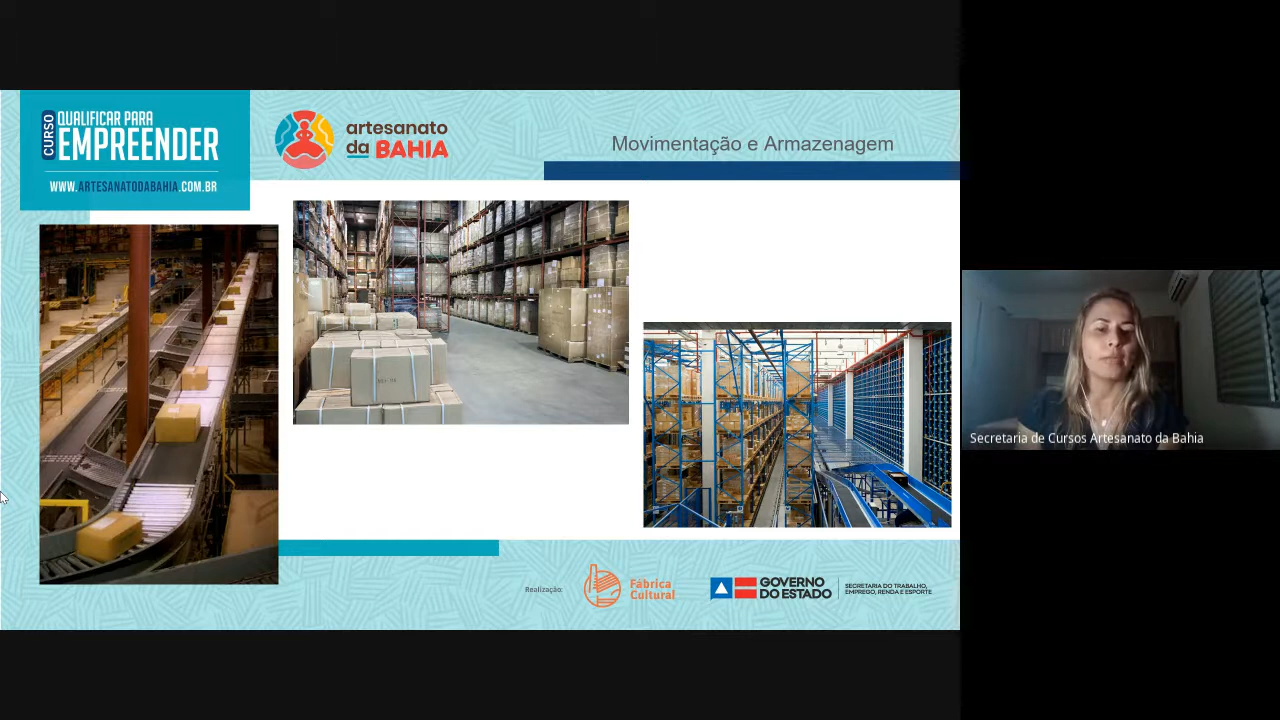 CURSO
QUALIFICAR PARA
EMPREENDER
WWW.ARTESANATODABAHIA.COM.BR
artesanato
da BAHIA
Movimentação e Armazenagem
Secretaria de Cursos Artesanato da Bahia
Realização:
Fábrica
Cultural
GOVERNO
DO ESTADO
SECRETARIA DO TRABALHO,
EMPREGO, RENDA E ESPORTE